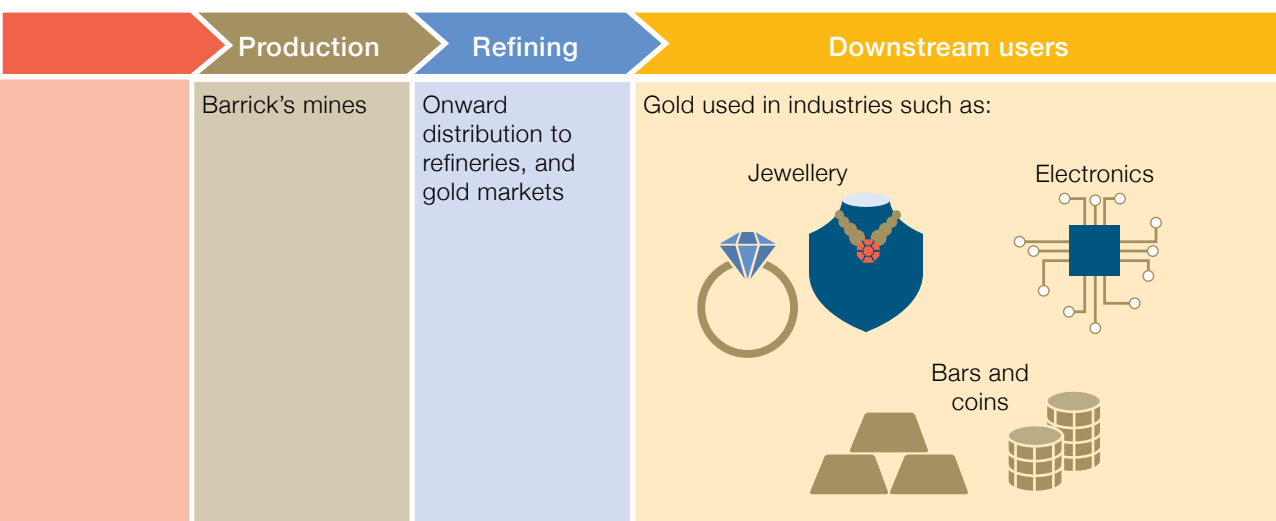 Production
Refining
Downstream users
Barrick’s mines
Onward
distribution to
refineries, and
gold markets
Gold used in industries such as:
Jewellery
Electronics
Bars and
coins